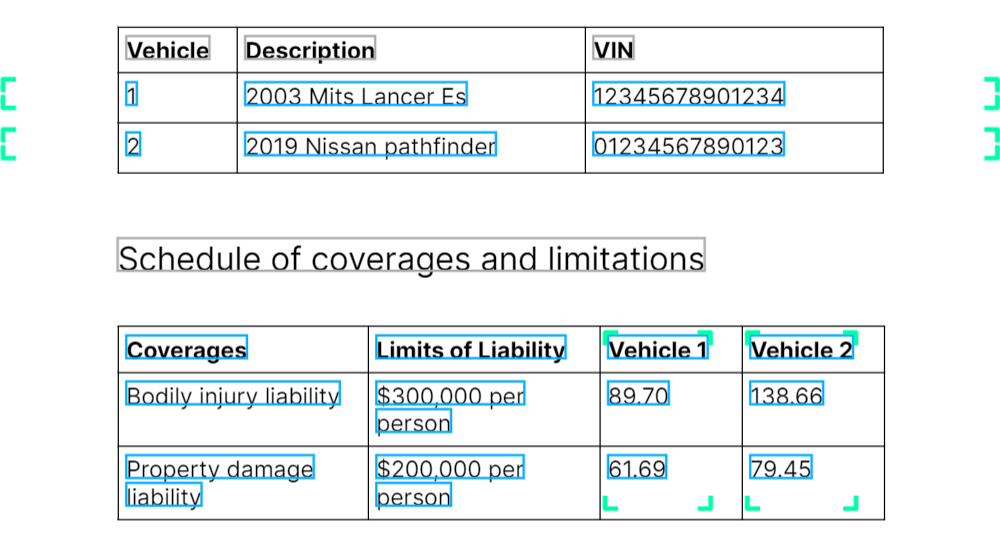 Vehicle Description VIN
1 2003 Mits Lancer Es 12345678901234
2 2019 Nissan pathfinder 01234567890123
Schedule of coverages and limitations
Coverages Limits of Liability Vehicle 1 Vehicle 2
Bodily injury liability $300,000 per 89.70 138.66
person
Property damage $200,000 per 61.69 79.45
liability person